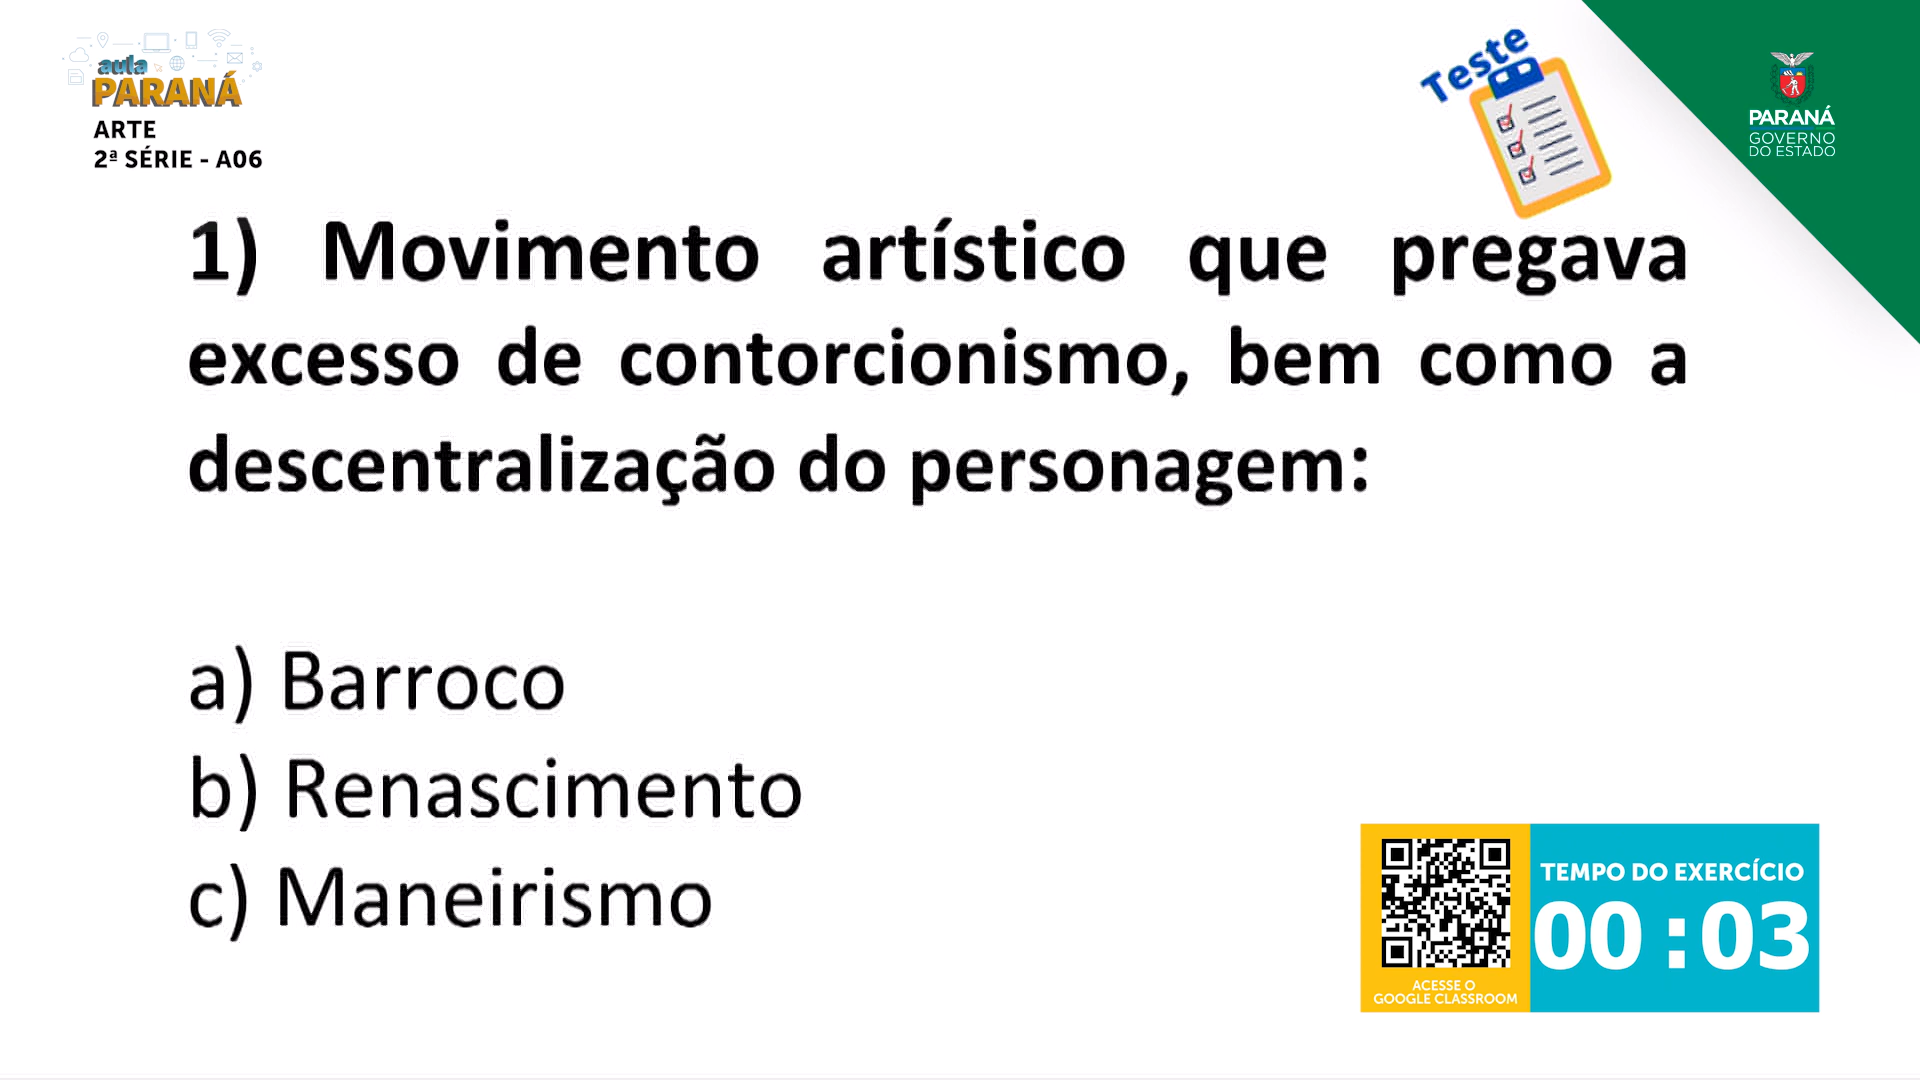 aula
PARANÁ
ARTE
2ª SÉRIE - A06
Teste
PARANÁ
GOVERNO
DO ESTADO
1) Movimento artístico que pregava
excesso de contorcionismo, bem como a
descentralização do personagem:
a) Barroco
b) Renascimento
c) Maneirismo
TEMPO DO EXERCÍCIO
00:03
ACESSE O
GOOGLE CLASSROOM